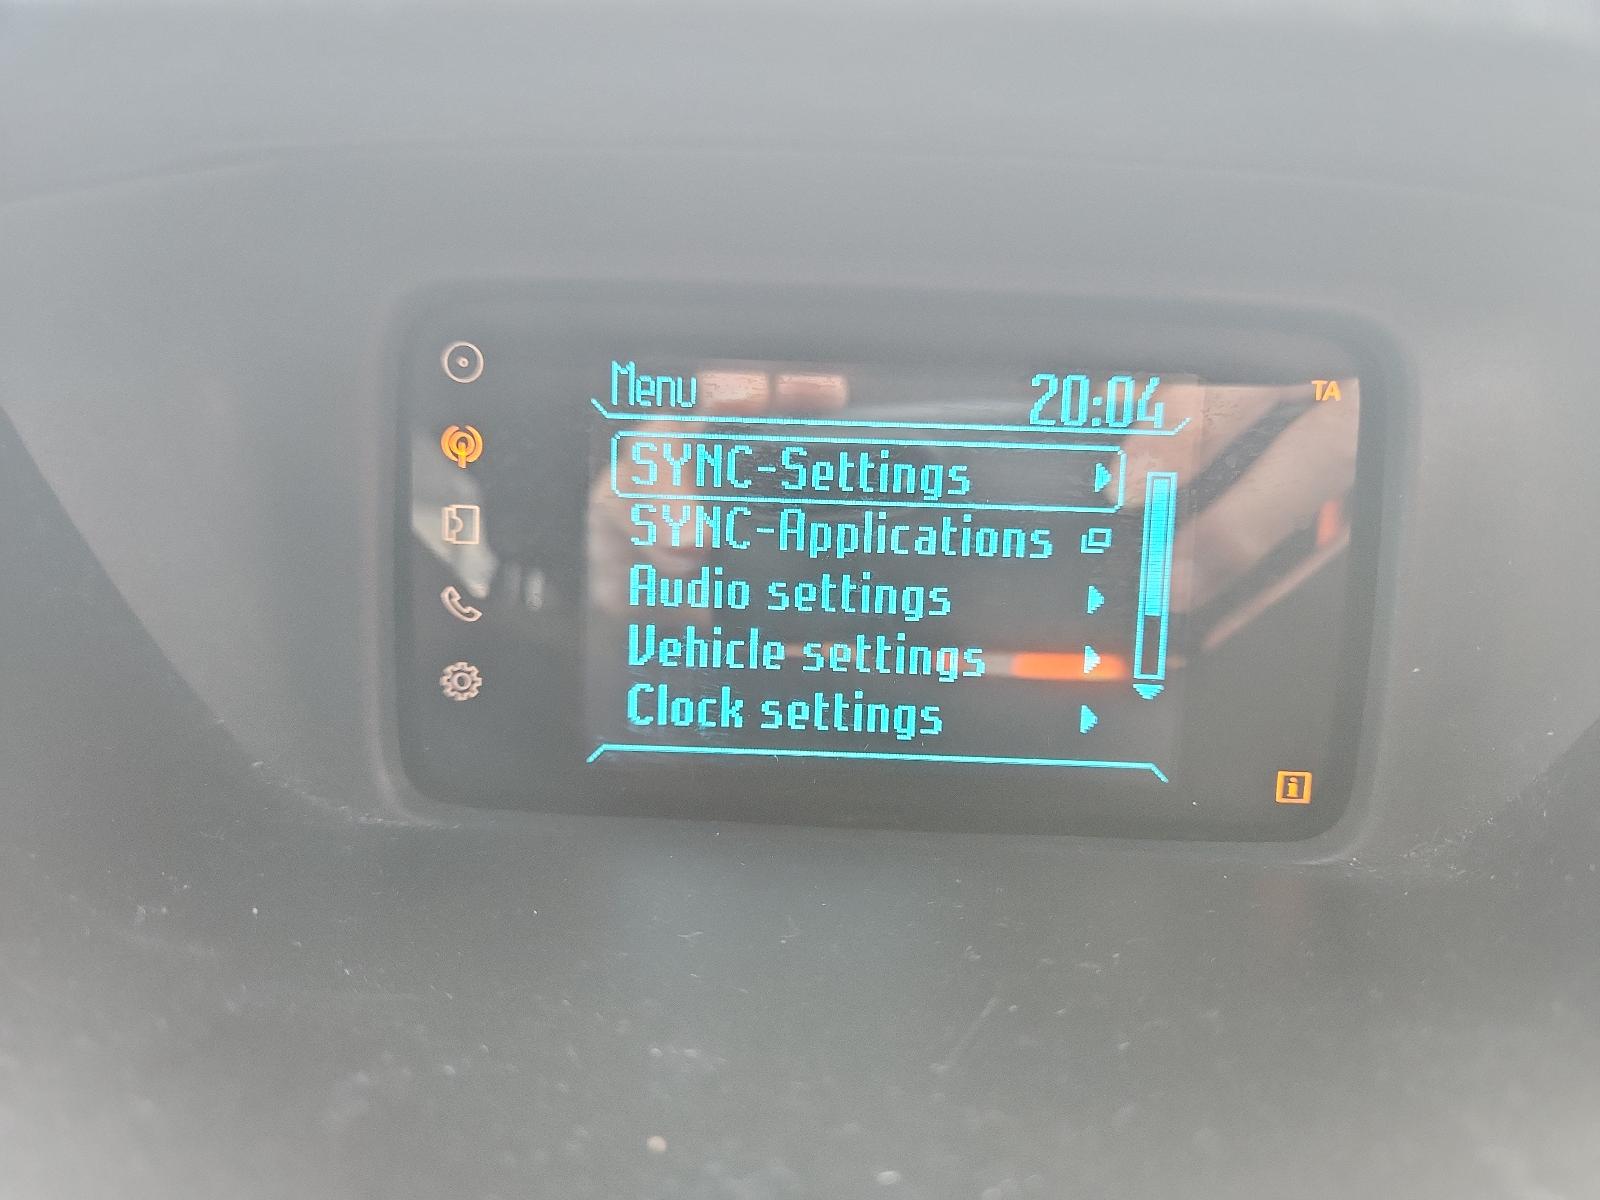 Menu 20:04
TA
SYNC-Settings
SYNC-Applications
Audio settings
Vehicle settings
Clock settings
i